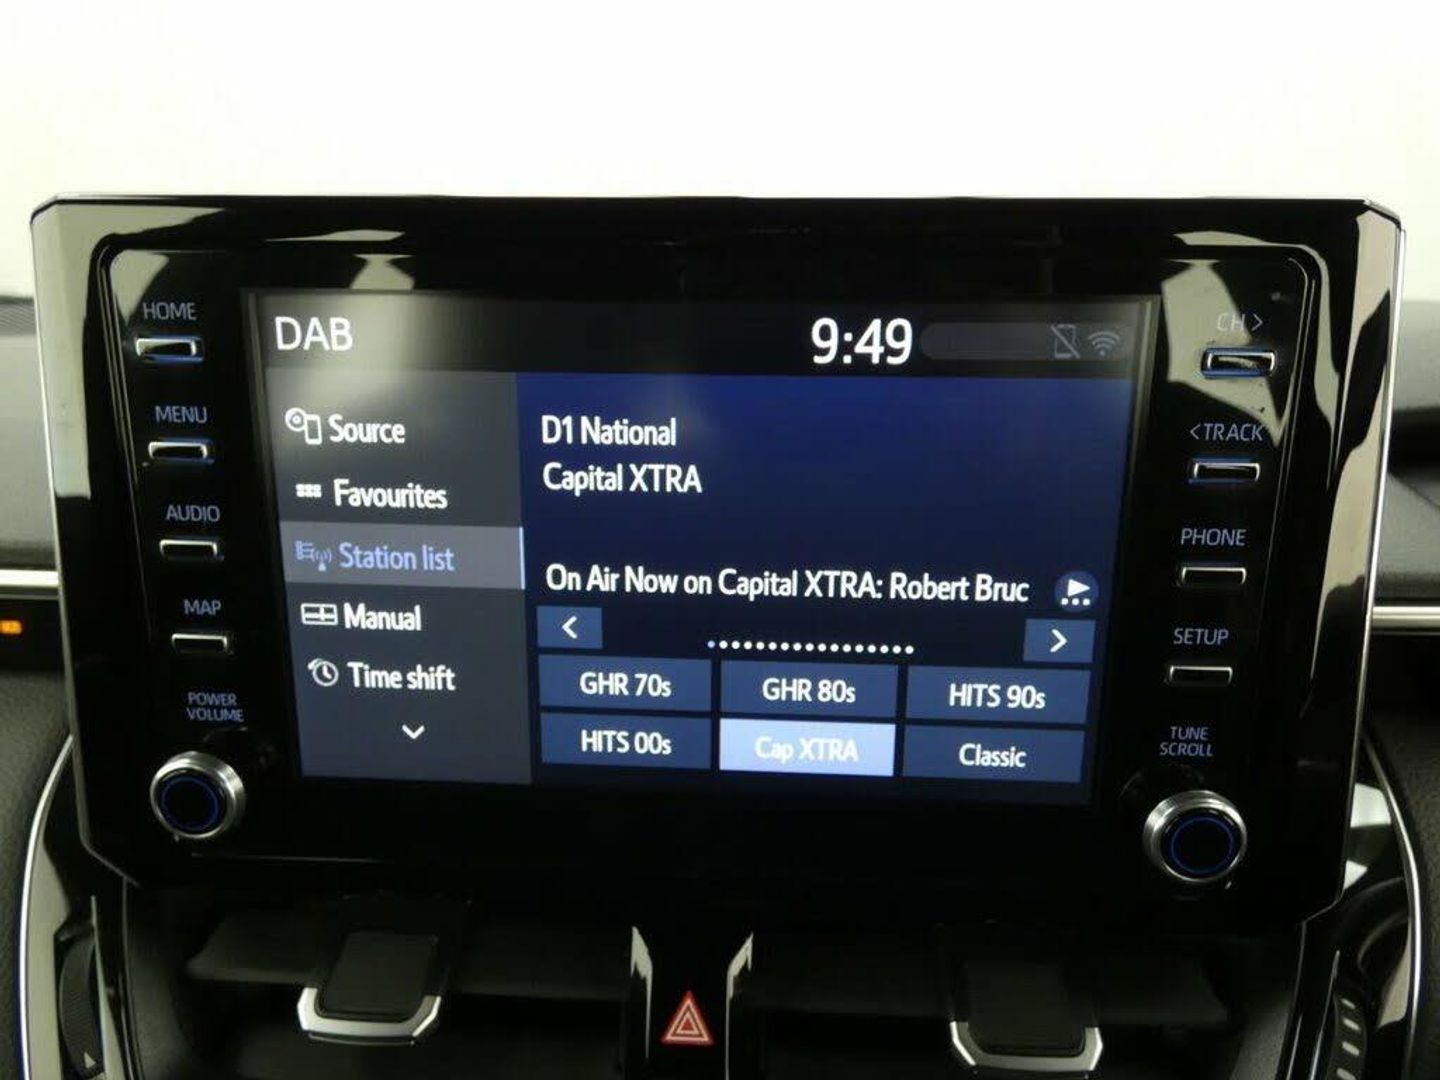 HOME
MENU
AUDIO
MAP
POWER
VOLUME
DAB
9:49
Source
Favourites
Station list
Manual
Time shift
D1 National
Capital XTRA
On Air Now on Capital XTRA: Robert Bruc
<
>
GHR 70s
GHR 80s
HITS 90s
HITS 00s
Cap XTRA
Classic
CH >
< TRACK
PHONE
SETUP
TUNE
SCROLL